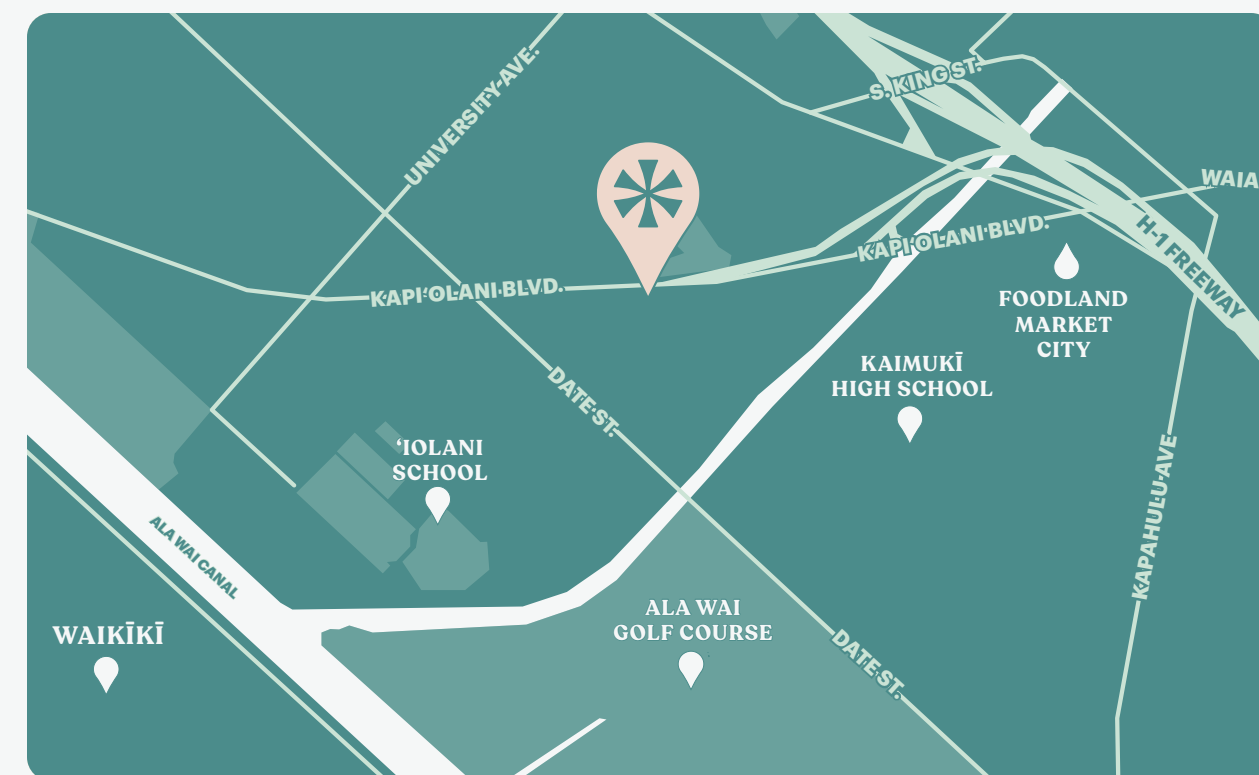 UNIVERSITY AVE.
S. KING ST.
WAIA
KAPIʻOLANI BLVD.
H-1 FREEWAY
KAPIʻOLANI BLVD.
FOODLAND
MARKET
CITY
KAIMUKĪ
HIGH SCHOOL
DATE ST.
ʻIOLANI
SCHOOL
KAPAHULU AVE
ALA WAI CANAL
ALA WAI
GOLF COURSE
WAIKĪKĪ
DATE ST.